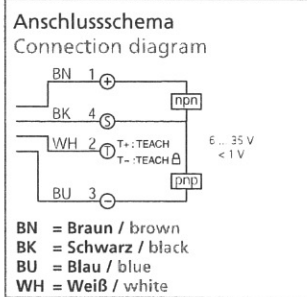 Anschlussschema
Connection diagram
BN 1 +
npn
BK 4 S
WH 2 T T+ : TEACH 6 ... 35 V
T- : TEACH < 1 V
pnp
BU 3 -
BN = Braun / brown
BK = Schwarz / black
BU = Blau / blue
WH = Weiß / white